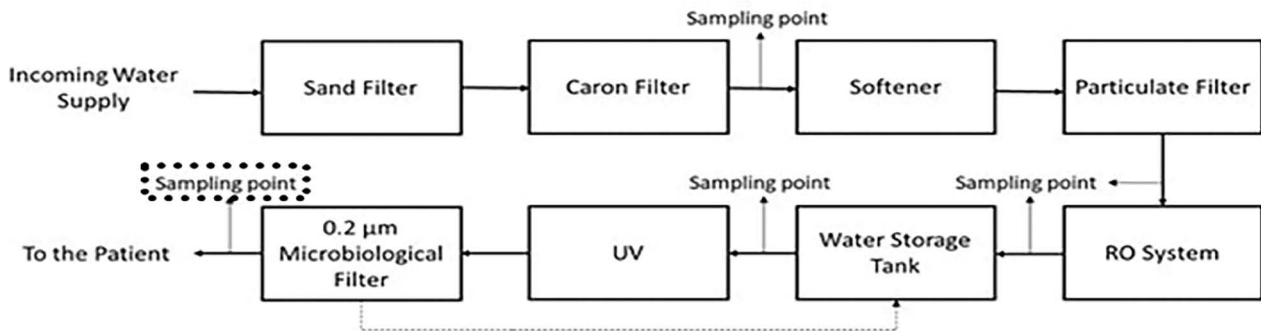 Sampling point
Incoming Water
Supply
Sand Filter
Caron Filter
Softener
Particulate Filter
Sampling point
Sampling point
Sampling point
To the Patient
0.2 µm
Microbiological
Filter
UV
Water Storage
Tank
RO System